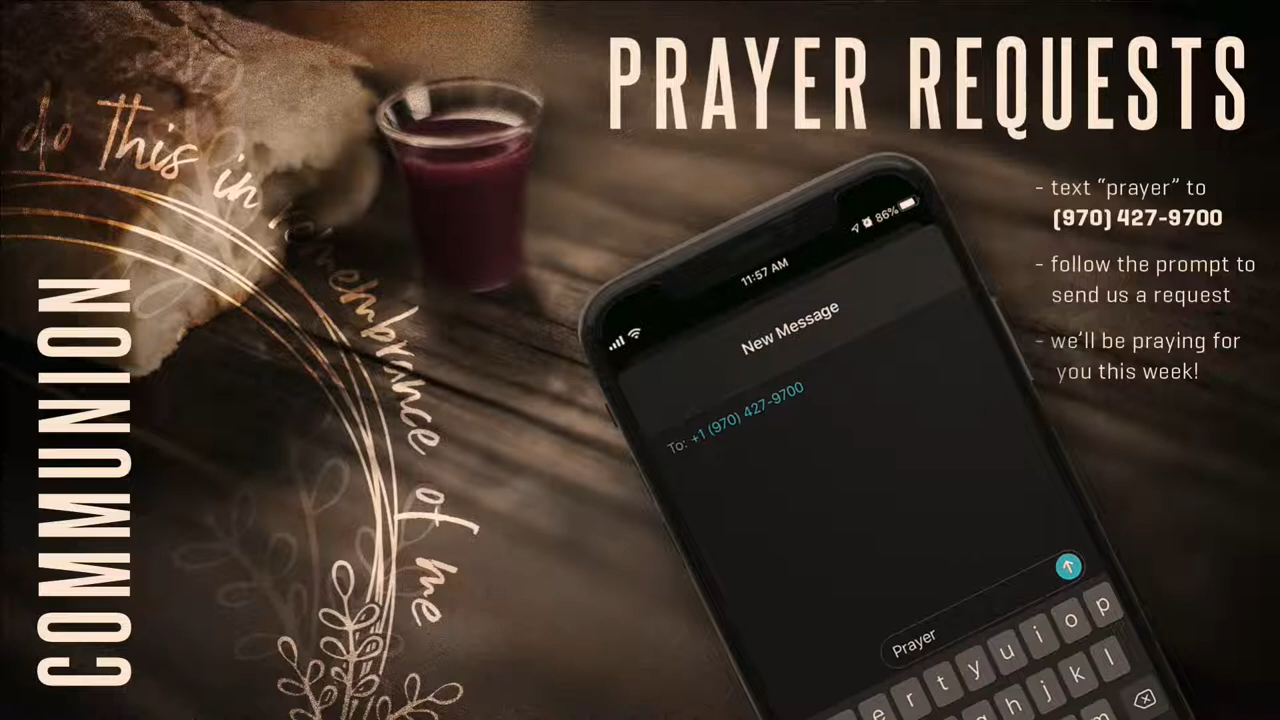 do this in remembrance of me
COMMUNION
PRAYER REQUESTS
- text “prayer” to
(970) 427-9700
- follow the prompt to
send us a request
- we’ll be praying for
you this week!
11:57 AM
86%
New Message
To: +1 (970) 427-9700
Prayer
e r t y u i o p
g h j k l
m